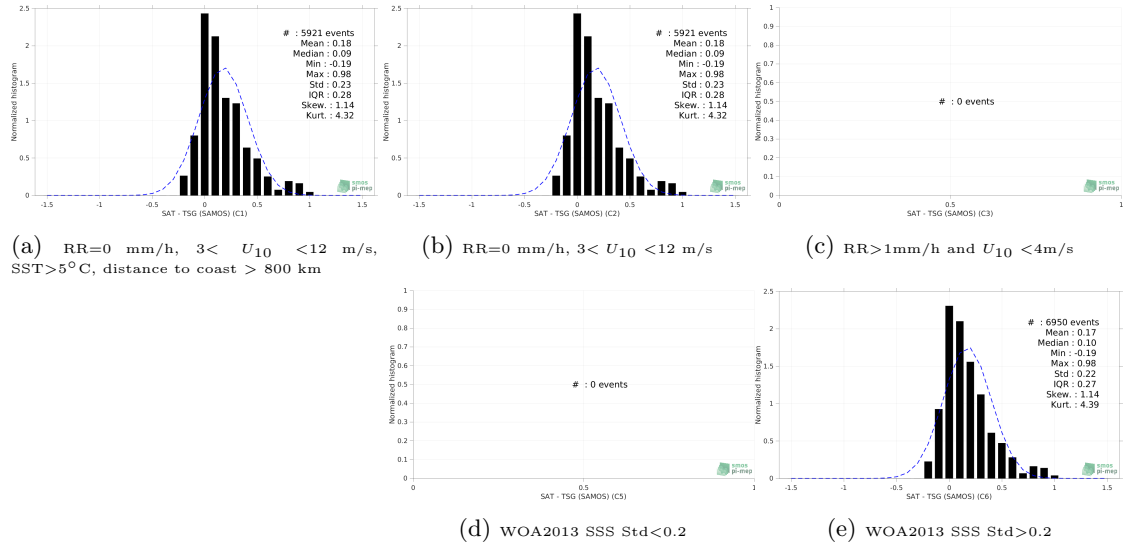 2.5
2
1.5
1
0.5
0
Normalized histogram
-1.5 -1 -0.5 0 0.5 1 1.5
SAT - TSG (SAMOS) (C1)
# : 5921 events
Mean : 0.18
Median : 0.09
Min : -0.19
Max : 0.98
Std : 0.23
IQR : 0.28
Skew. : 1.14
Kurt. : 4.32
smos
pi-mep
(a) RR=0 mm/h, 3< U10 <12 m/s,
SST>5°C, distance to coast > 800 km
2.5
2
1.5
1
0.5
0
Normalized histogram
-1.5 -1 -0.5 0 0.5 1 1.5
SAT - TSG (SAMOS) (C2)
# : 5921 events
Mean : 0.18
Median : 0.09
Min : -0.19
Max : 0.98
Std : 0.23
IQR : 0.28
Skew. : 1.14
Kurt. : 4.32
smos
pi-mep
(b) RR=0 mm/h, 3< U10 <12 m/s
1
0.9
0.8
0.7
0.6
0.5
0.4
0.3
0.2
0.1
0
Normalized histogram
0 0.5 1
SAT - TSG (SAMOS) (C3)
# : 0 events
smos
pi-mep
(c) RR>1mm/h and U10 <4m/s
1
0.9
0.8
0.7
0.6
0.5
0.4
0.3
0.2
0.1
0
Normalized histogram
0 0.5 1
SAT - TSG (SAMOS) (C5)
# : 0 events
smos
pi-mep
(d) WOA2013 SSS Std<0.2
2.5
2
1.5
1
0.5
0
Normalized histogram
-1.5 -1 -0.5 0 0.5 1 1.5
SAT - TSG (SAMOS) (C6)
# : 6950 events
Mean : 0.17
Median : 0.10
Min : -0.19
Max : 0.98
Std : 0.22
IQR : 0.27
Skew. : 1.14
Kurt. : 4.39
smos
pi-mep
(e) WOA2013 SSS Std>0.2